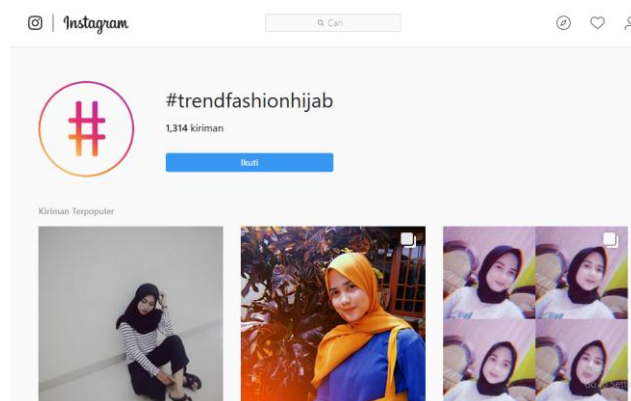 Instagram
Cari
#trendfashionhijab
1,314 kiriman
Ikuti
Kiriman Terpopuler